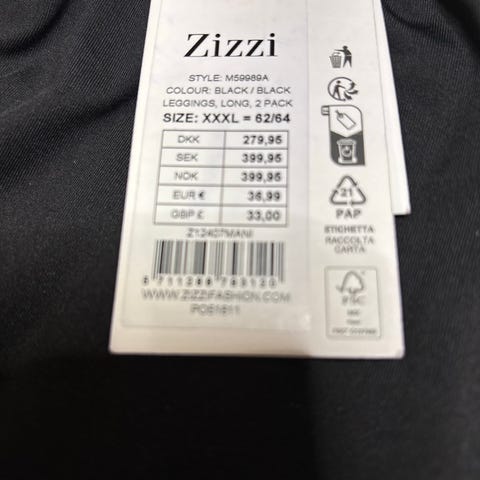 Zizzi
STYLE: M59989A
COLOUR: BLACK / BLACK
LEGGINGS, LONG, 2 PACK
SIZE: XXXL = 62/64
DKK 279,95
SEK 399,95
NOK 399,95
EUR € 36,99
GBP £ 33,00
Z12407MANI
WWW.ZIZZIFASHION.COM
PO51811
21
PAP
ETICHETTA
RACCOLTA
CARTA
FSC